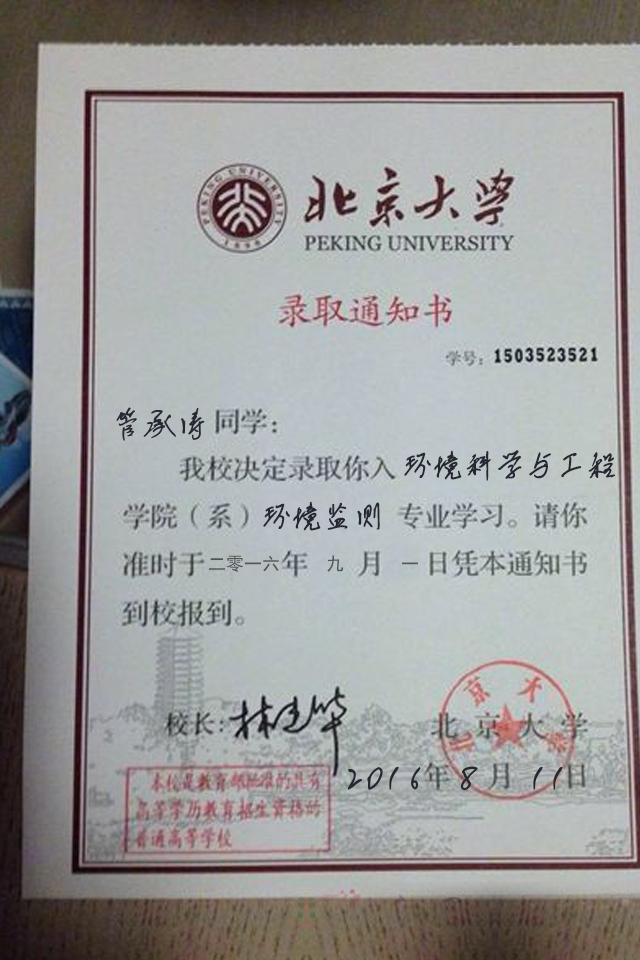 PEKING UNIVERSITY
1898
北京大学
PEKING UNIVERSITY
录取通知书
学号：1503523521
管承涛 同学：
我校决定录取你入 环境科学与工程
学院（系）环境监测 专业学习。请你
准时于二零一六年 九 月 一 日凭本通知书
到校报到。
校长：林建华
北京大学
北京大学
2016年8月11日
本校是教育部批准的具有
高等学历教育招生资格的
普通高等学校